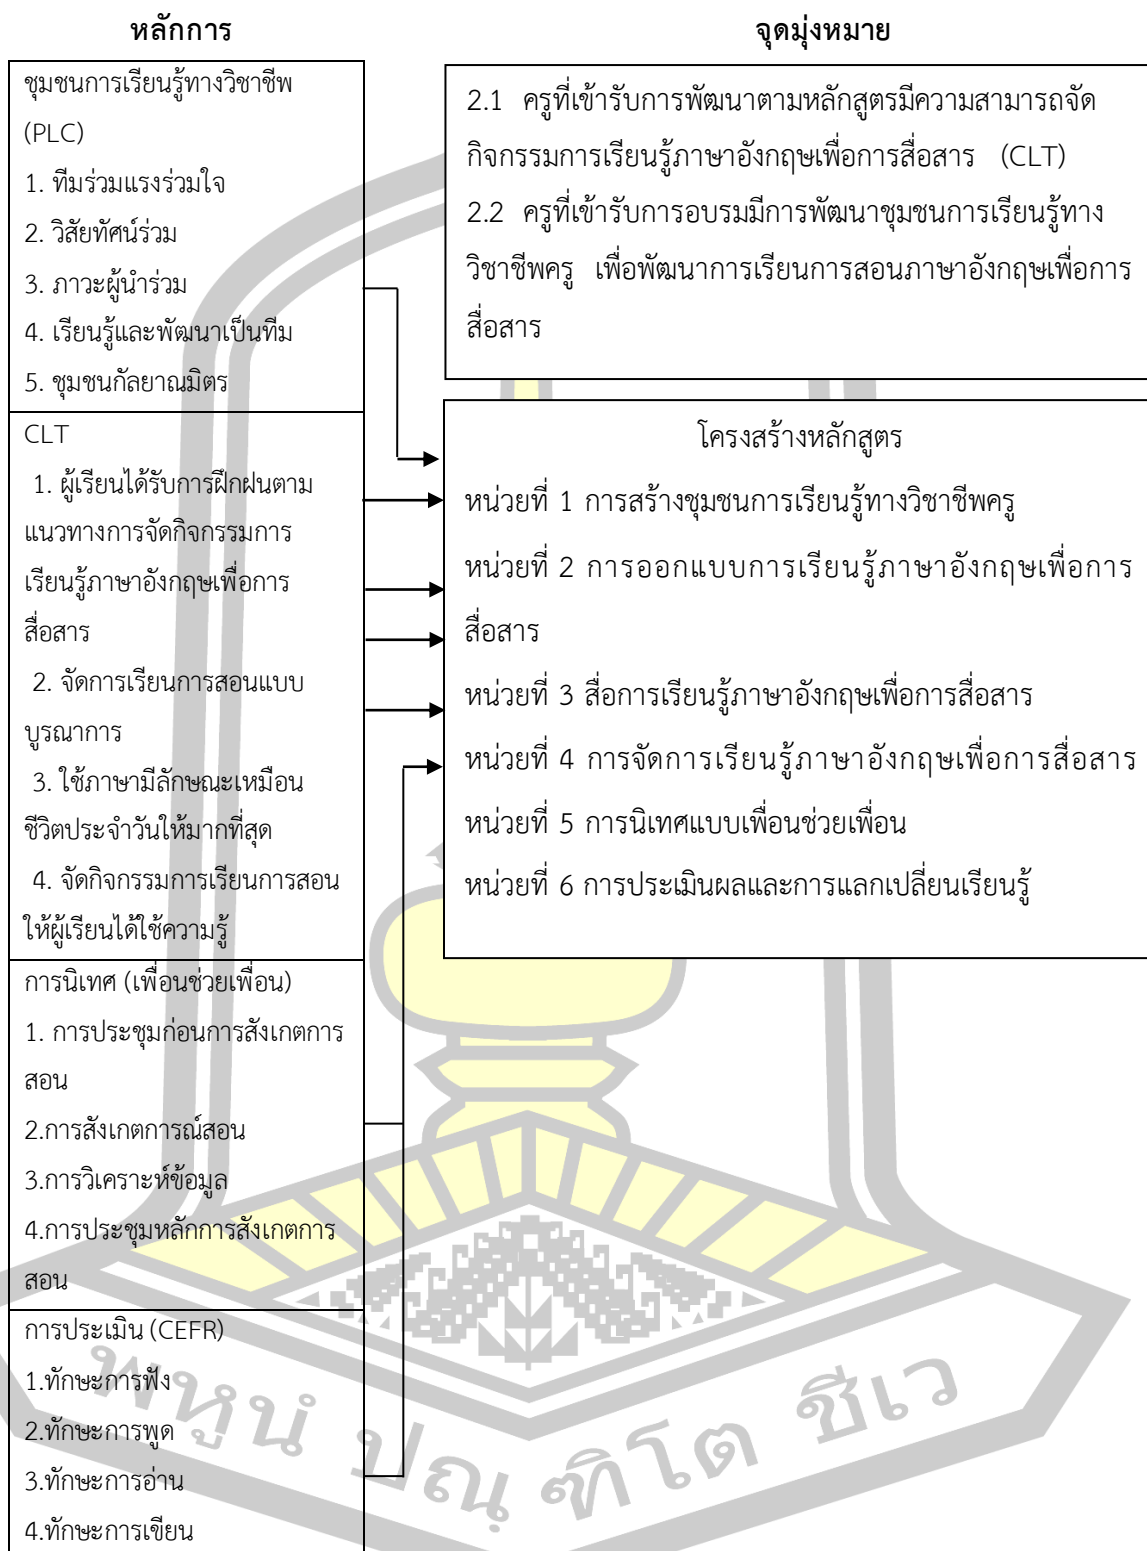 หลักการ
ชุมชนการเรียนรู้ทางวิชาชีพ
(PLC)
1. ทีมร่วมแรงร่วมใจ
2. วิสัยทัศน์ร่วม
3. ภาวะผู้นำร่วม
4. เรียนรู้และพัฒนาเป็นทีม
5. ชุมชนกัลยาณมิตร
CLT
1. ผู้เรียนได้รับการฝึกฝนตาม
แนวทางการจัดกิจกรรมการ
เรียนรู้ภาษาอังกฤษเพื่อการ
สื่อสาร
2. จัดการเรียนการสอนแบบ
บูรณาการ
3. ใช้ภาษามีลักษณะเหมือน
ชีวิตประจำวันให้มากที่สุด
4. จัดกิจกรรมการเรียนการสอน
ให้ผู้เรียนได้ใช้ความรู้
การนิเทศ (เพื่อนช่วยเพื่อน)
1. การประชุมก่อนการสังเกตการ
สอน
2.การสังเกตการณ์สอน
3.การวิเคราะห์ข้อมูล
4.การประชุมหลักการสังเกตการ
สอน
การประเมิน (CEFR)
1.ทักษะการฟัง
2.ทักษะการพูด
3.ทักษะการอ่าน
4.ทักษะการเขียน
จุดมุ่งหมาย
2.1 ครูที่เข้ารับการพัฒนาตามหลักสูตรมีความสามารถจัด
กิจกรรมการเรียนรู้ภาษาอังกฤษเพื่อการสื่อสาร (CLT)
2.2 ครูที่เข้ารับการอบรมมีการพัฒนาชุมชนการเรียนรู้ทาง
วิชาชีพครู เพื่อพัฒนาการเรียนการสอนภาษาอังกฤษเพื่อการ
สื่อสาร
โครงสร้างหลักสูตร
หน่วยที่ 1 การสร้างชุมชนการเรียนรู้ทางวิชาชีพครู
หน่วยที่ 2 การออกแบบการเรียนรู้ภาษาอังกฤษเพื่อการ
สื่อสาร
หน่วยที่ 3 สื่อการเรียนรู้ภาษาอังกฤษเพื่อการสื่อสาร
หน่วยที่ 4 การจัดการเรียนรู้ภาษาอังกฤษเพื่อการสื่อสาร
หน่วยที่ 5 การนิเทศแบบเพื่อนช่วยเพื่อน
หน่วยที่ 6 การประเมินผลและการแลกเปลี่ยนเรียนรู้
พหูนํ ปณฺฑิโต ชีเว